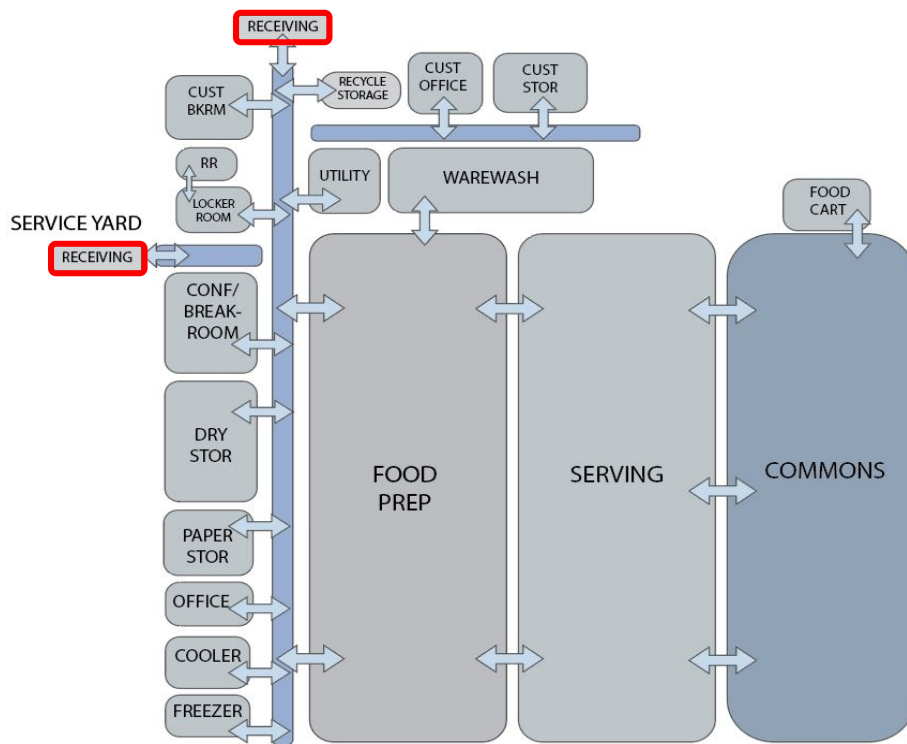 RECEIVING
CUST
BKRM
RECYCLE
STORAGE
CUST
OFFICE
CUST
STOR
RR
LOCKER
ROOM
UTILITY
WAREWASH
FOOD
CART
SERVICE YARD
RECEIVING
CONF/
BREAK-
ROOM
DRY
STOR
FOOD
PREP
SERVING
COMMONS
PAPER
STOR
OFFICE
COOLER
FREEZER